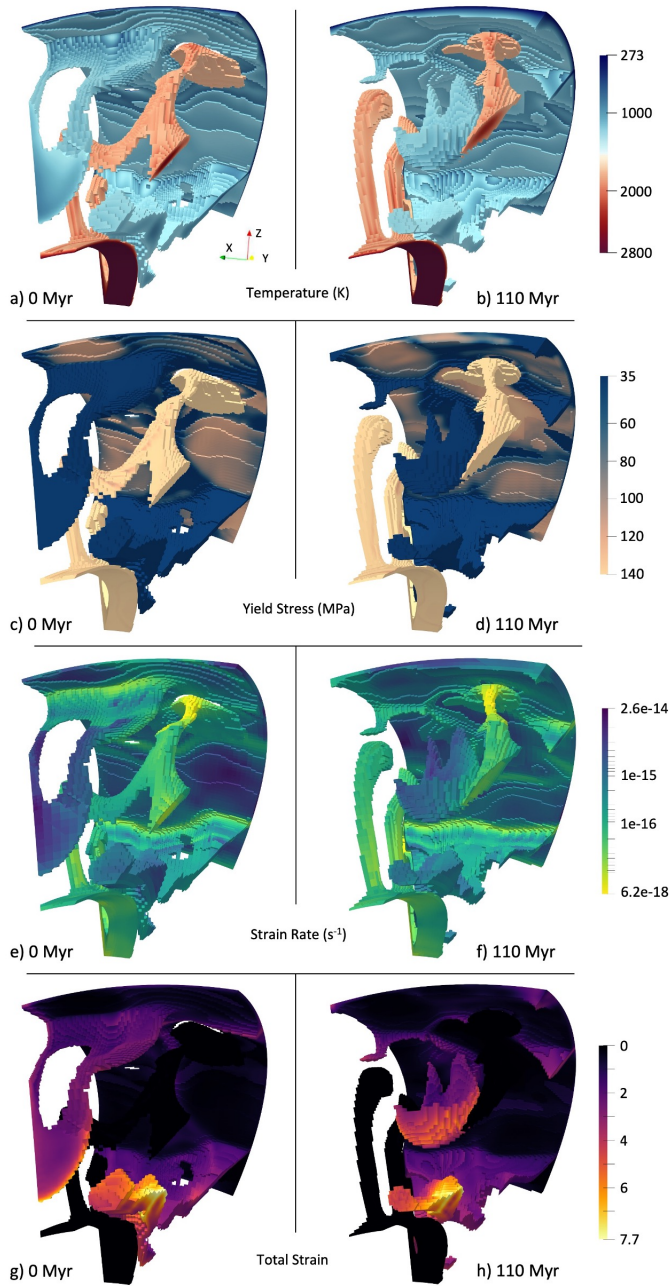 273
1000
2000
2800
Z
X
Y
a) 0 Myr
Temperature (K)
b) 110 Myr
35
60
80
100
120
140
c) 0 Myr
Yield Stress (MPa)
d) 110 Myr
2.6e-14
1e-15
1e-16
6.2e-18
e) 0 Myr
Strain Rate (s⁻¹)
f) 110 Myr
0
2
4
6
7.7
g) 0 Myr
Total Strain
h) 110 Myr